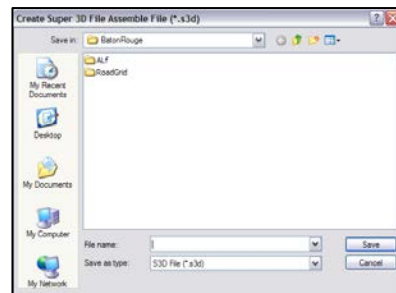 Create Super 3D File Assemble File (*.s3d)
Save in:
BatonRouge
ALF
RoadGrid
My Recent
Documents
Desktop
My Documents
My Computer
My Network
File name:
Save
Save as type:
S3D File (*.s3d)
Cancel